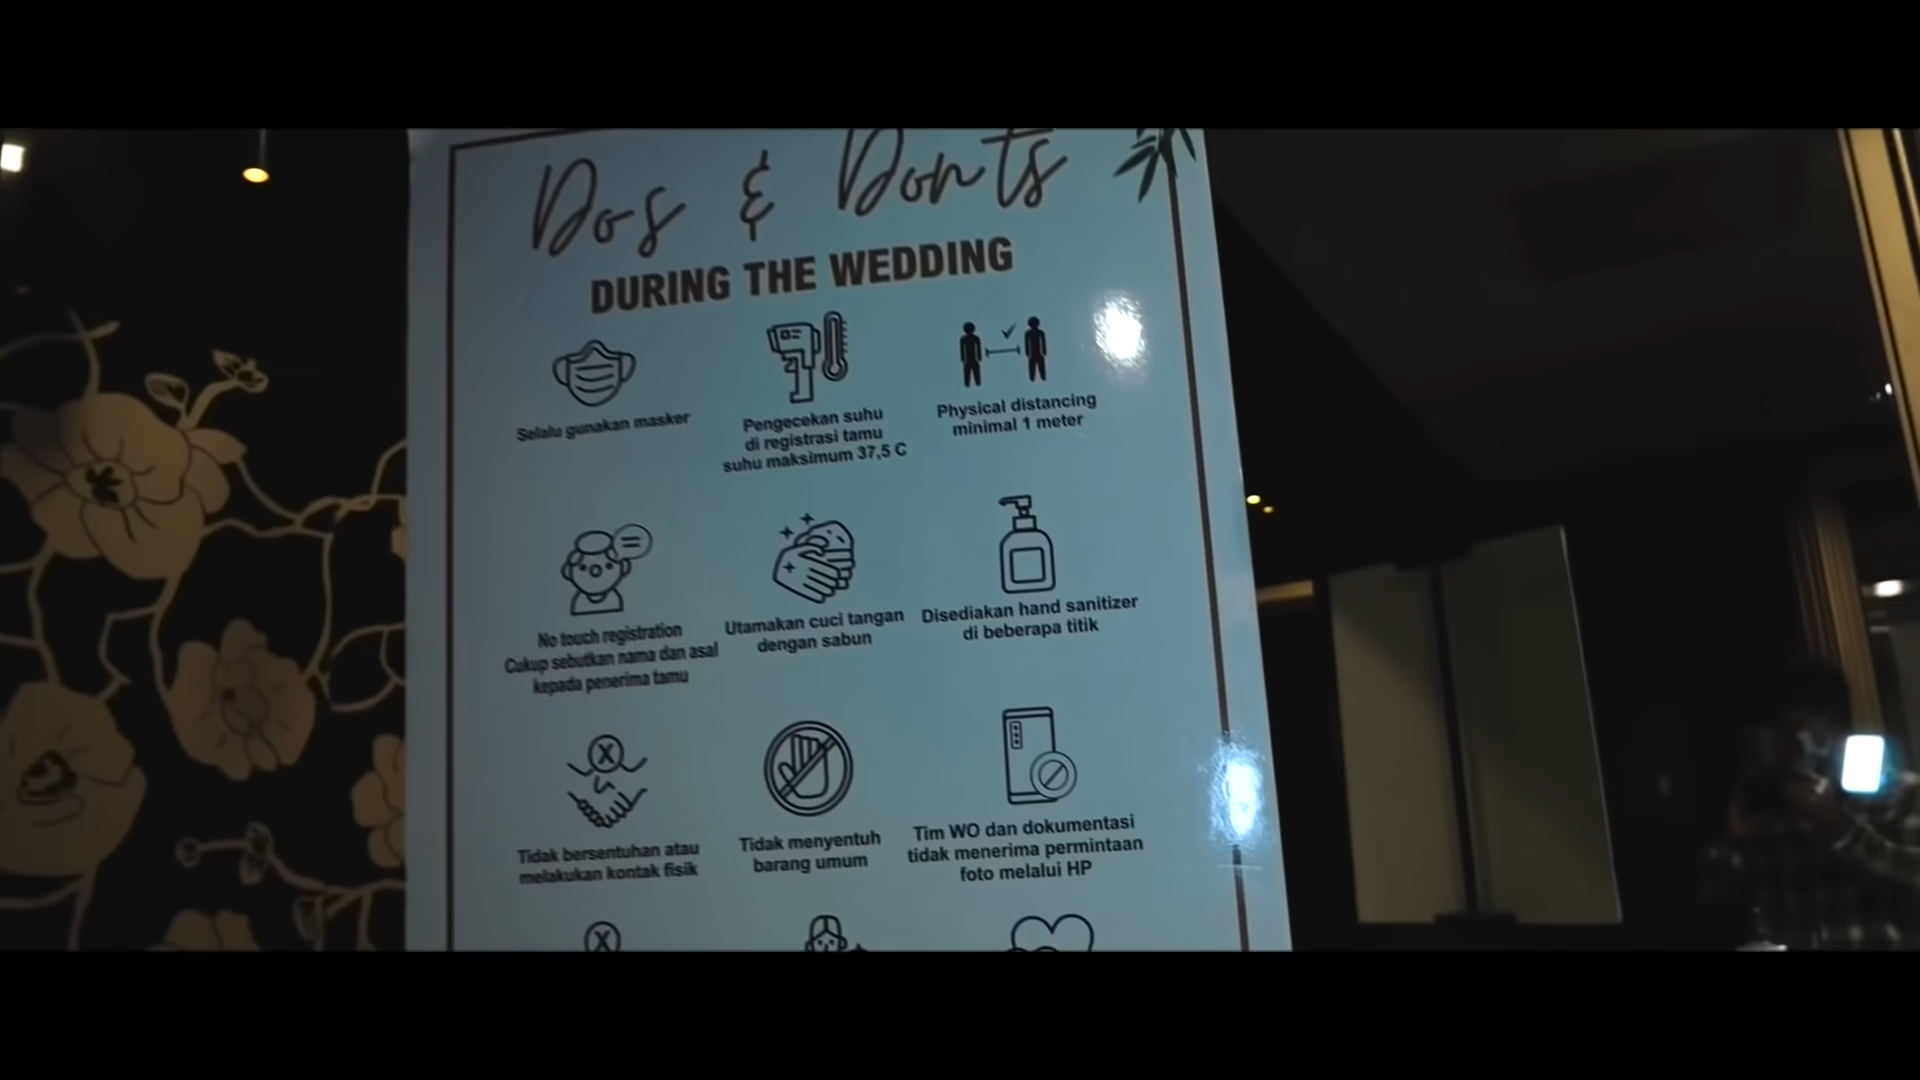 Dos & Donts
DURING THE WEDDING
Selalu gunakan masker
Pengecekan suhu
di registrasi tamu
suhu maksimum 37,5 C
Physical distancing
minimal 1 meter
No touch registration
Cukup sebutkan nama dan asal
kepada penerima tamu
Utamakan cuci tangan
dengan sabun
Disediakan hand sanitizer
di beberapa titik
Tidak bersentuhan atau
melakukan kontak fisik
Tidak menyentuh
barang umum
Tim WO dan dokumentasi
tidak menerima permintaan
foto melalui HP